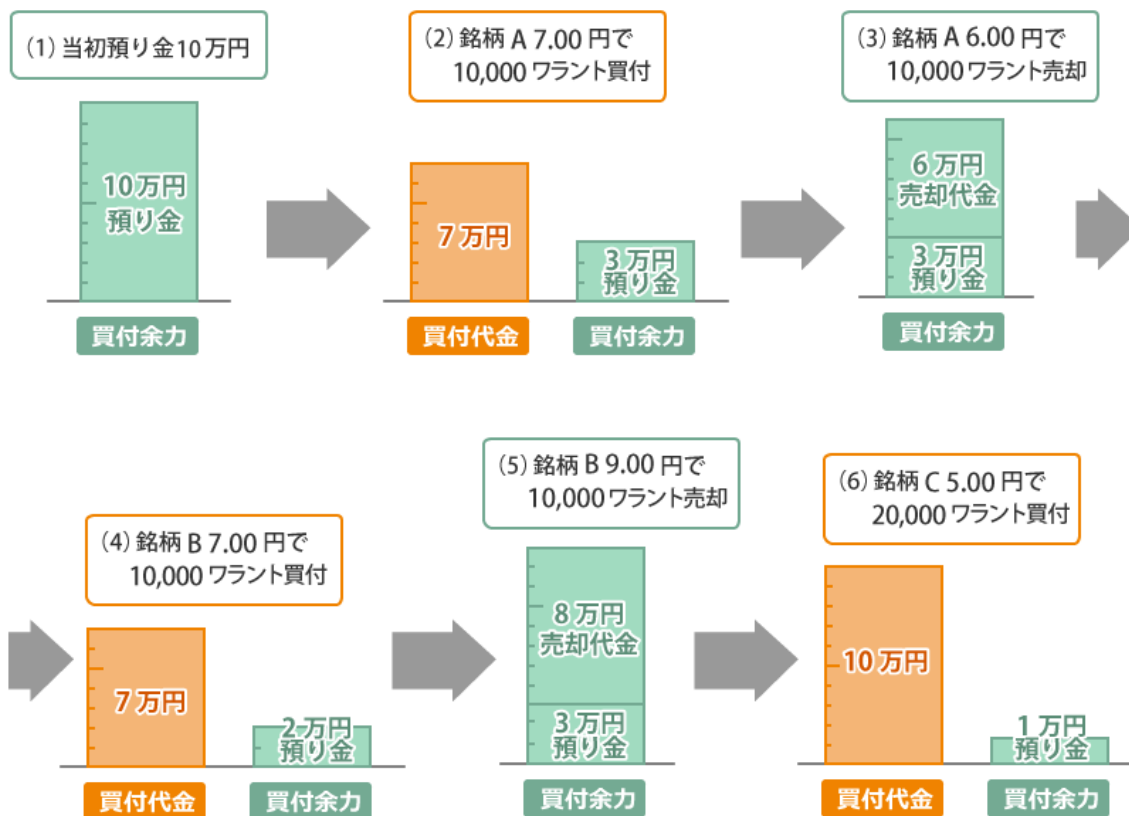 (1) 当初預り金10万円
10万円
預り金
買付余力
(2) 銘柄 A 7.00 円で
10,000 ワラント買付
7万円
買付代金
3万円
預り金
買付余力
(3) 銘柄 A 6.00 円で
10,000 ワラント売却
6万円
売却代金
3万円
預り金
買付余力
(4) 銘柄 B 7.00 円で
10,000 ワラント買付
7万円
買付代金
2万円
預り金
買付余力
(5) 銘柄 B 9.00 円で
10,000 ワラント売却
8万円
売却代金
3万円
預り金
買付余力
(6) 銘柄 C 5.00 円で
20,000 ワラント買付
10万円
買付代金
1万円
預り金
買付余力